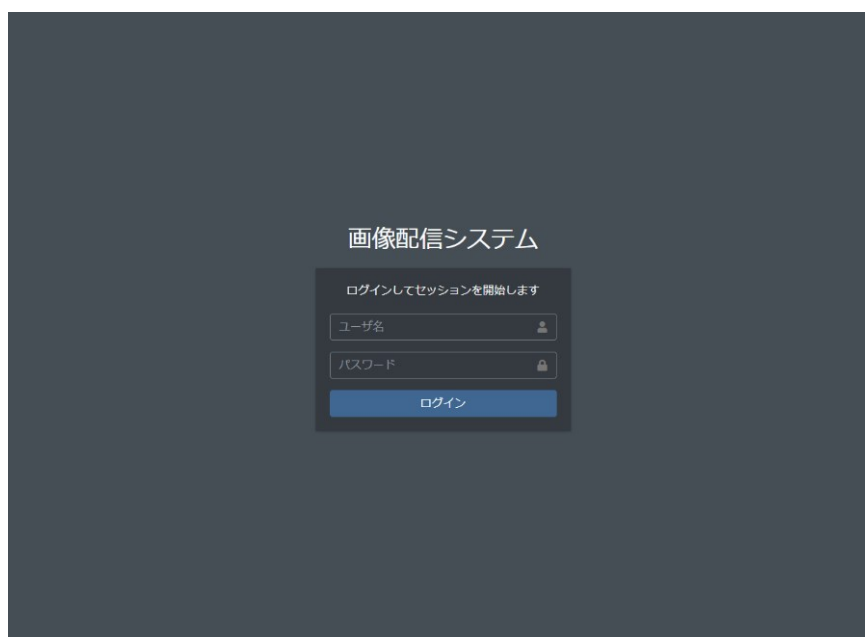 画像配信システム
ログインしてセッションを開始します
ユーザ名
パスワード
ログイン